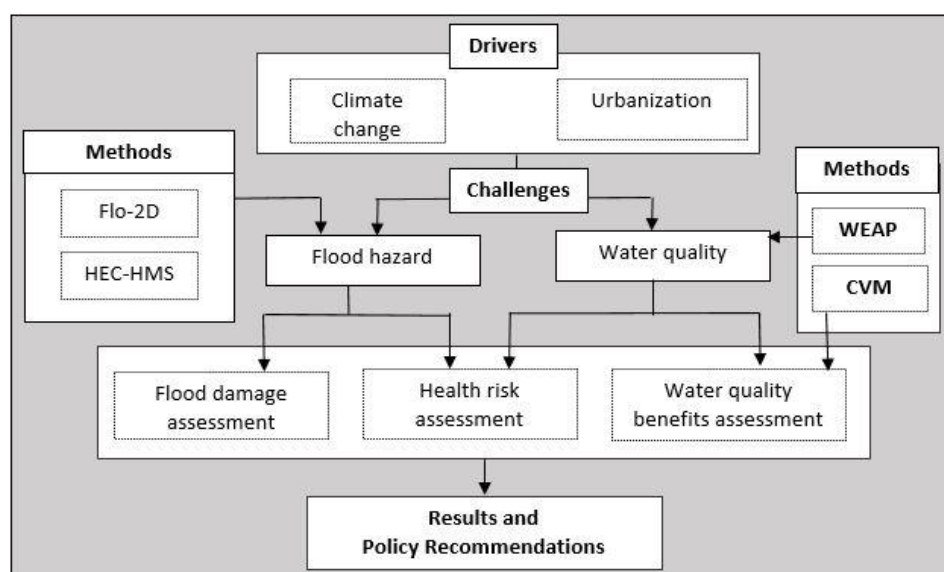 Drivers
Climate
change
Urbanization
Methods
Flo-2D
HEC-HMS
Challenges
Methods
WEAP
CVM
Flood hazard
Water quality
Flood damage
assessment
Health risk
assessment
Water quality
benefits assessment
Results and
Policy Recommendations